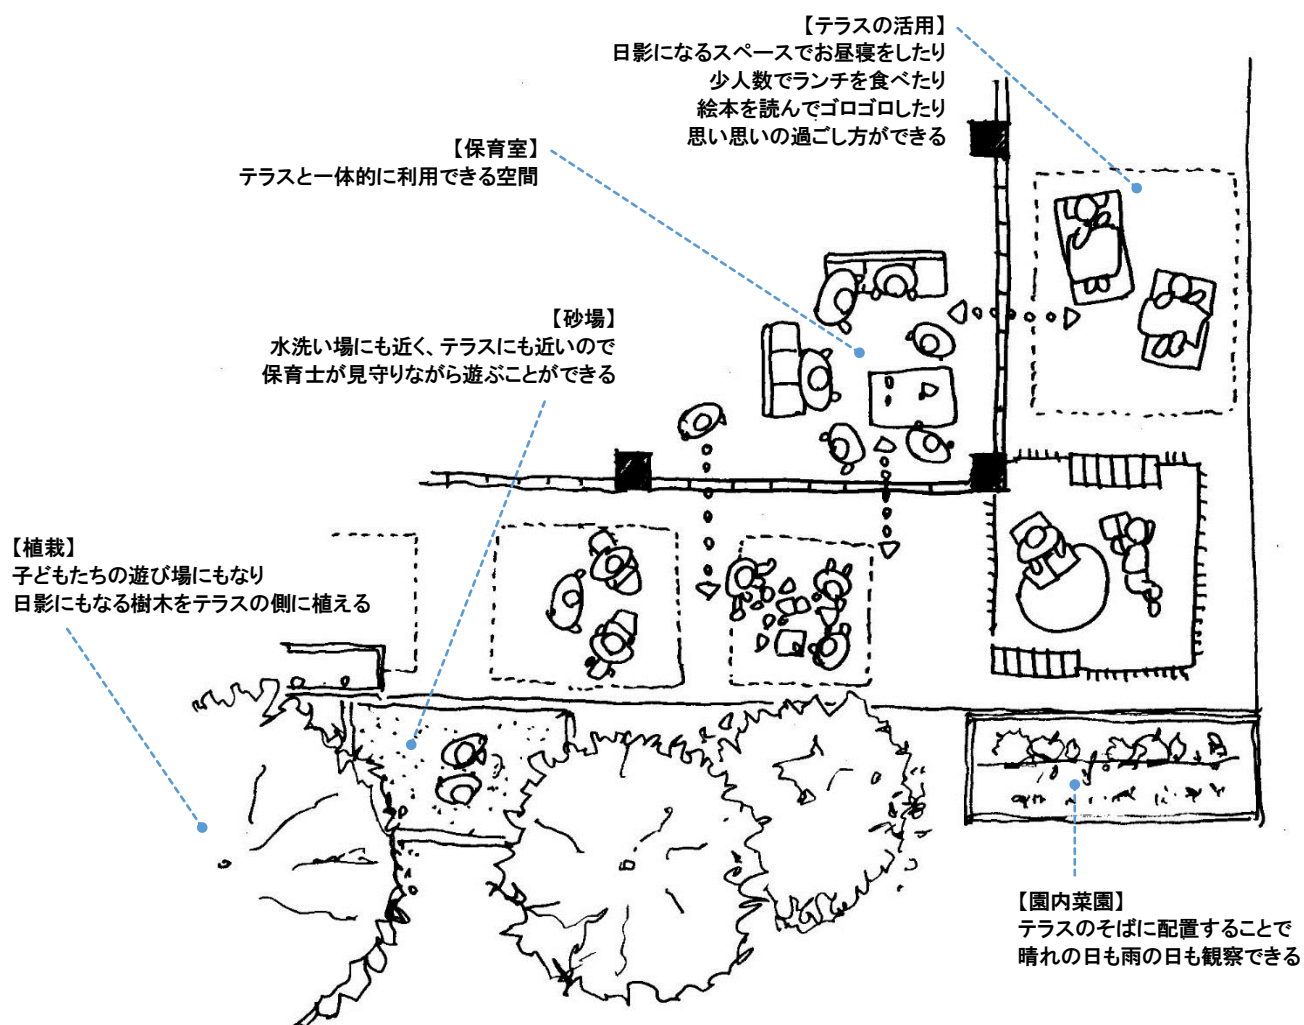 【テラスの活用】
日影になるスペースでお昼寝をしたり
少人数でランチを食べたり
絵本を読んでゴロゴロしたり
思い思いの過ごし方ができる
【保育室】
テラスと一体的に利用できる空間
【砂場】
水洗い場にも近く、テラスにも近いので
保育士が見守りながら遊ぶことができる
【植栽】
子どもたちの遊び場にもなり
日影にもなる樹木をテラスの側に植える
【園内菜園】
テラスのそばに配置することで
晴れの日も雨の日も観察できる